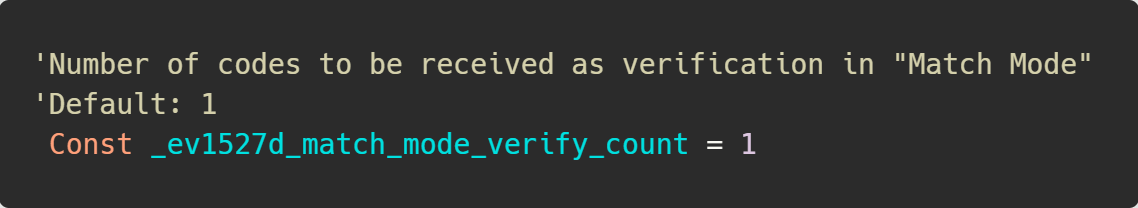 'Number of codes to be received as verification in "Match Mode"
'Default: 1
Const _ev1527d_match_mode_verify_count = 1